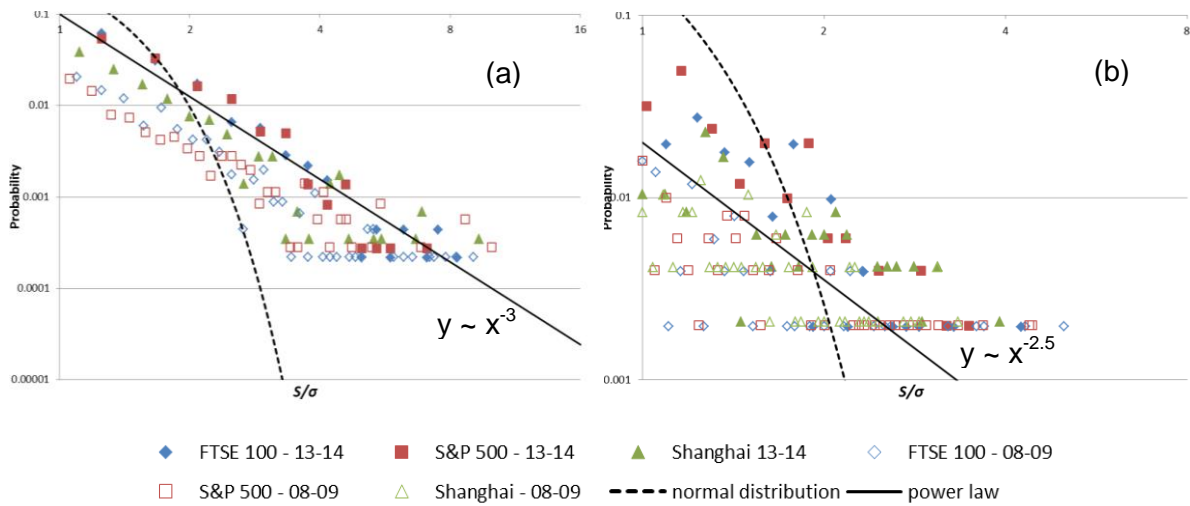 0.1
1
2
4
8
16
(a)
0.01
0.001
0.0001
0.00001
Probability
y ~ x-3
S/σ
0.1
1
2
4
8
(b)
0.01
0.001
Probability
y ~ x-2.5
S/σ
FTSE 100 - 13-14
S&P 500 - 13-14
Shanghai 13-14
FTSE 100 - 08-09
S&P 500 - 08-09
Shanghai - 08-09
normal distribution
power law